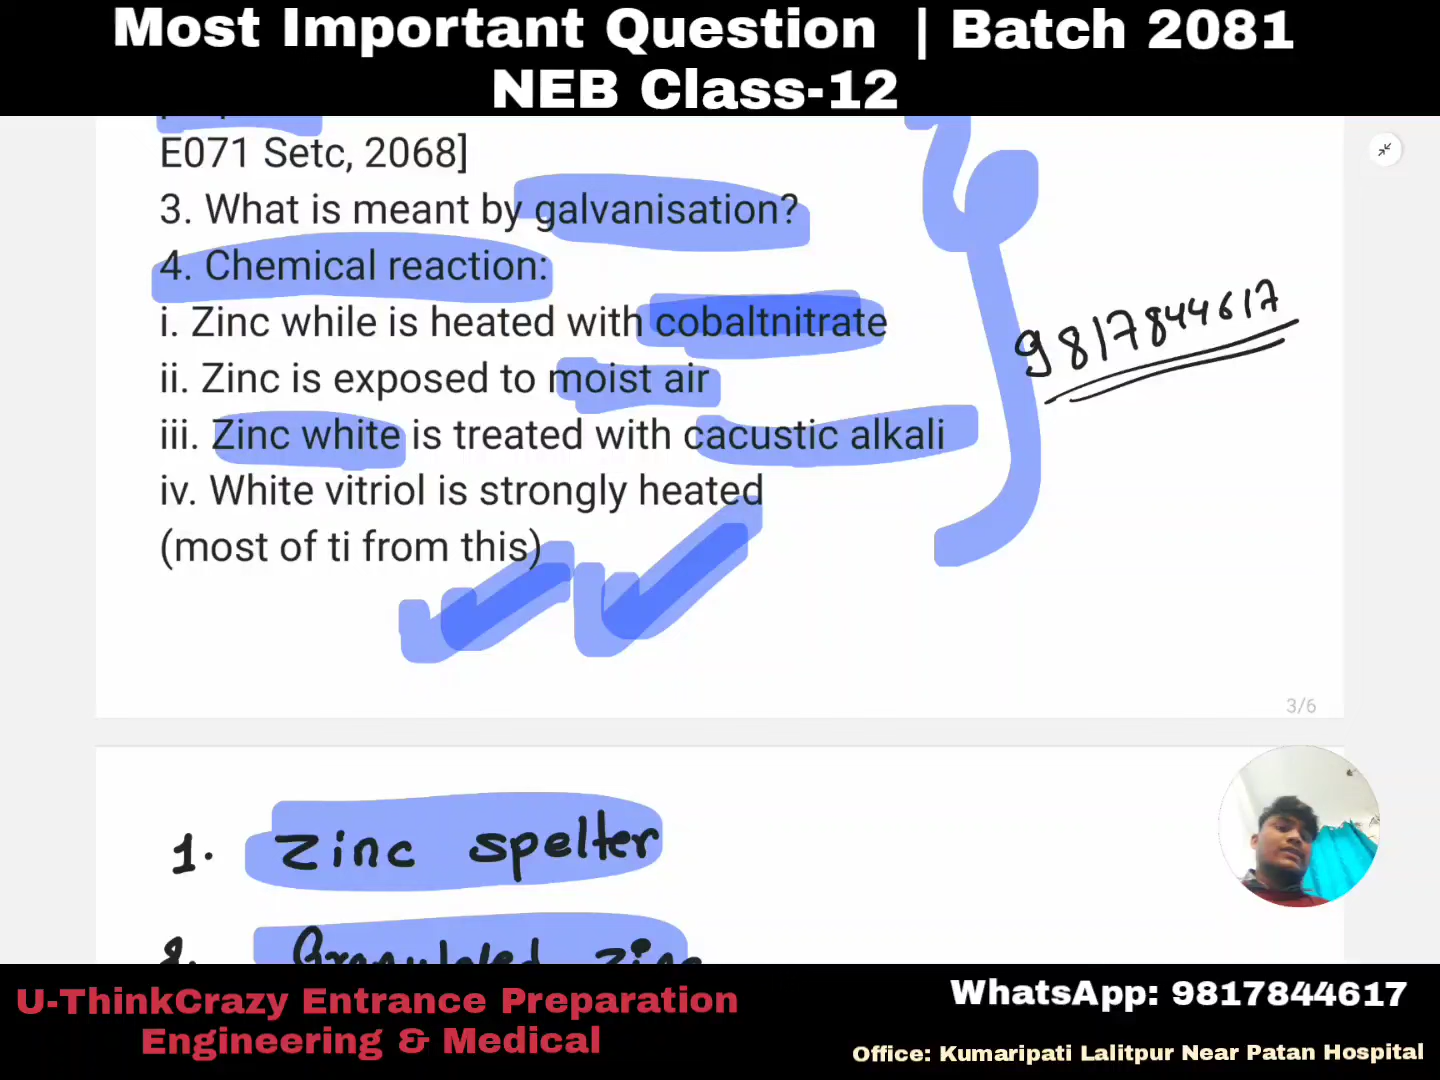 Most Important Question | Batch 2081
NEB Class-12
E071 Setc, 2068]
3. What is meant by galvanisation?
4. Chemical reaction:
i. Zinc while is heated with cobaltnitrate
ii. Zinc is exposed to moist air
iii. Zinc white is treated with cacustic alkali
iv. White vitriol is strongly heated
(most of ti from this)
9817844617
3/6
1. Zinc spelter
2. Granulated zinc
U-ThinkCrazy Entrance Preparation
Engineering & Medical
WhatsApp: 9817844617
Office: Kumaripati Lalitpur Near Patan Hospital